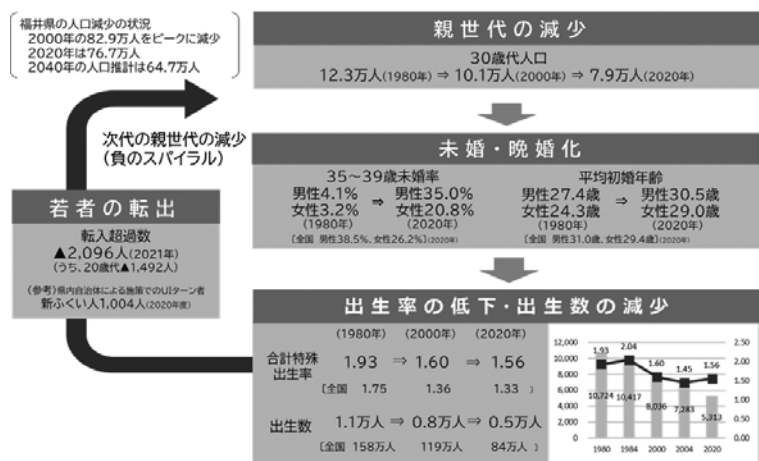 福井県の人口減少の状況
2000年の82.9万人をピークに減少
2020年は76.7万人
2040年の人口推計は64.7万人
親世代の減少
30歳代人口
12.3万人(1980年) ⇒ 10.1万人(2000年) ⇒ 7.9万人(2020年)
次代の親世代の減少
(負のスパイラル)
未婚・晩婚化
35~39歳未婚率
男性4.1% ⇒ 男性35.0%
女性3.2% 女性20.8%
(1980年) (2020年)
[全国 男性38.5%, 女性26.2%](2020年)
平均初婚年齢
男性27.4歳 ⇒ 男性30.5歳
女性24.3歳 女性29.0歳
(1980年) (2020年)
[全国 男性31.0歳, 女性29.4歳](2020年)
若者の転出
転入超過数
▲2,096人(2021年)
(うち、20歳代▲1,492人)
(参考)県内自治体による施策でのUIターン者
新ふくい人1,004人(2020年度)
出生率の低下・出生数の減少
(1980年) (2000年) (2020年)
合計特殊出生率 1.93 ⇒ 1.60 ⇒ 1.56
[全国 1.75 1.36 1.33 ]
出生数 1.1万人⇒ 0.8万人⇒ 0.5万人
[全国 158万人 119万人 84万人 ]
12,000
10,000
8,000
6,000
4,000
2,000
0
1.93 2.04 1.60 1.45 1.56
10,724 10,417 8,036 7,283 5,313
2.50
2.00
1.50
1.00
0.50
0.00
1980 1984 2000 2004 2020